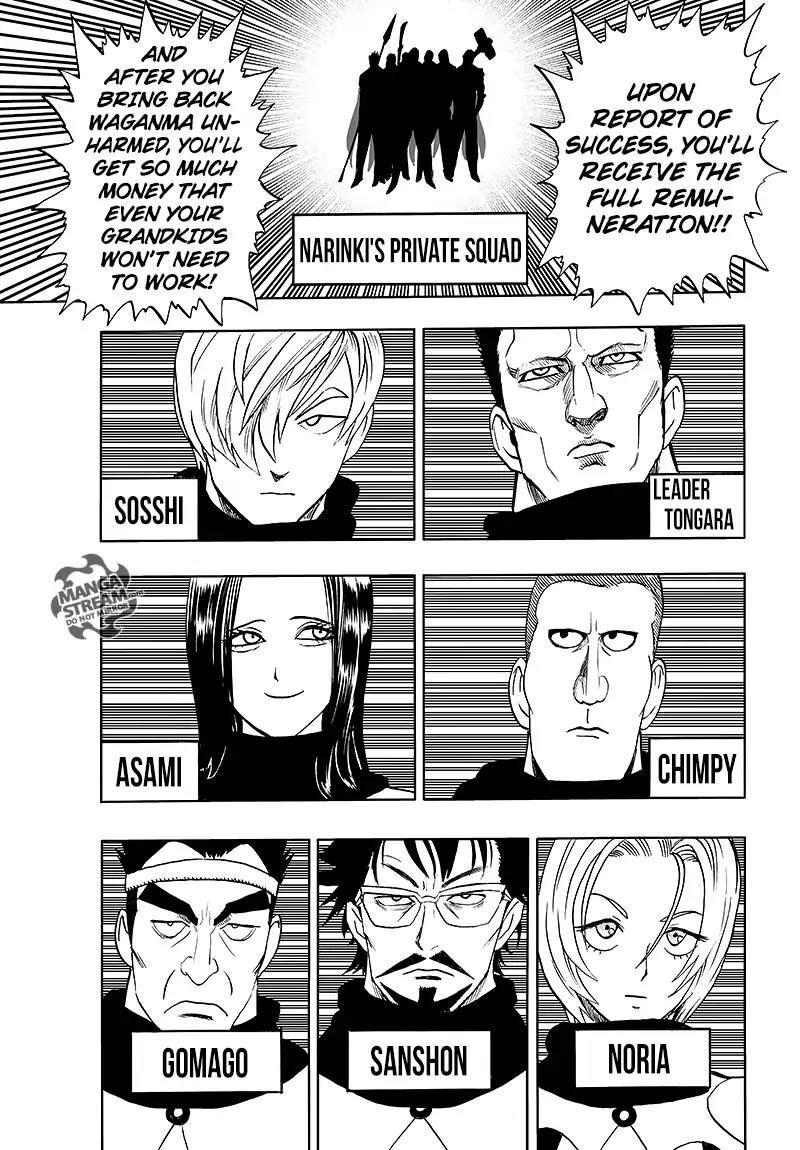 UPON
REPORT OF
SUCCESS, YOU'LL
RECEIVE THE
FULL REMU-
NERATION!!
AND
AFTER YOU
BRING BACK
WAGANMA UN-
HARMED, YOU'LL
GET SO MUCH
MONEY THAT
EVEN YOUR
GRANDKIDS
WON'T NEED
TO WORK!
NARINKI'S PRIVATE SQUAD
LEADER
TONGARA
SOSSHI
CHIMPY
ASAMI
MANGA
STREAM.com
DO NOT MIRROR
NORIA
SANSHON
GOMAGO